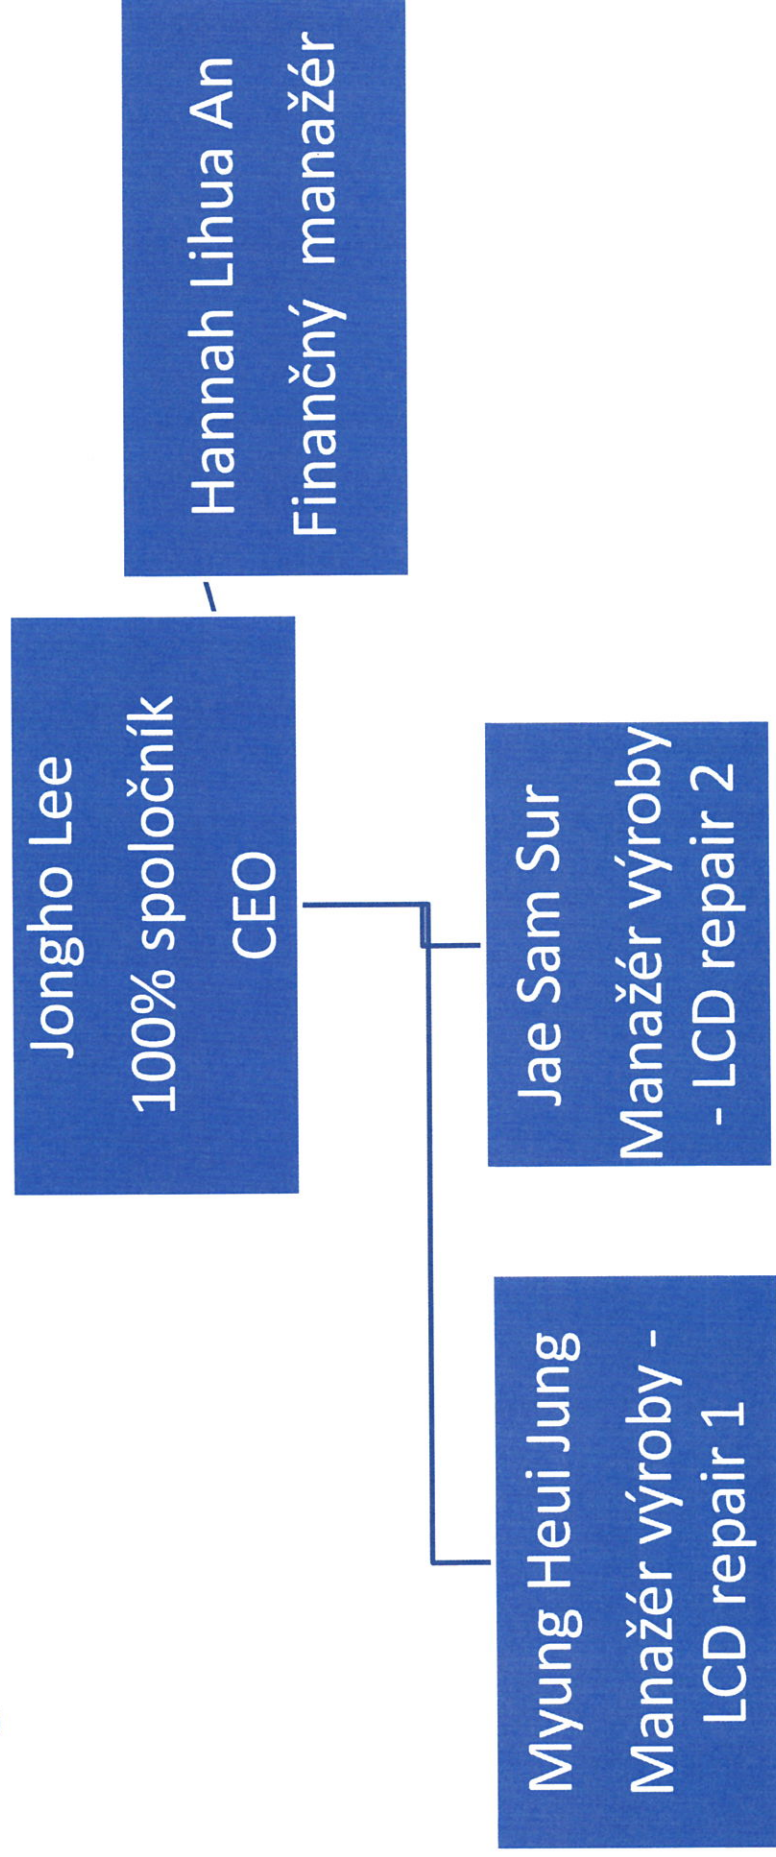 Jongho Lee
100% spoločník
CEO
Hannah Lihua An
Finančný manažér
Myung Heui Jung
Manažér výroby -
LCD repair 1
Jae Sam Sur
Manažér výroby
- LCD repair 2